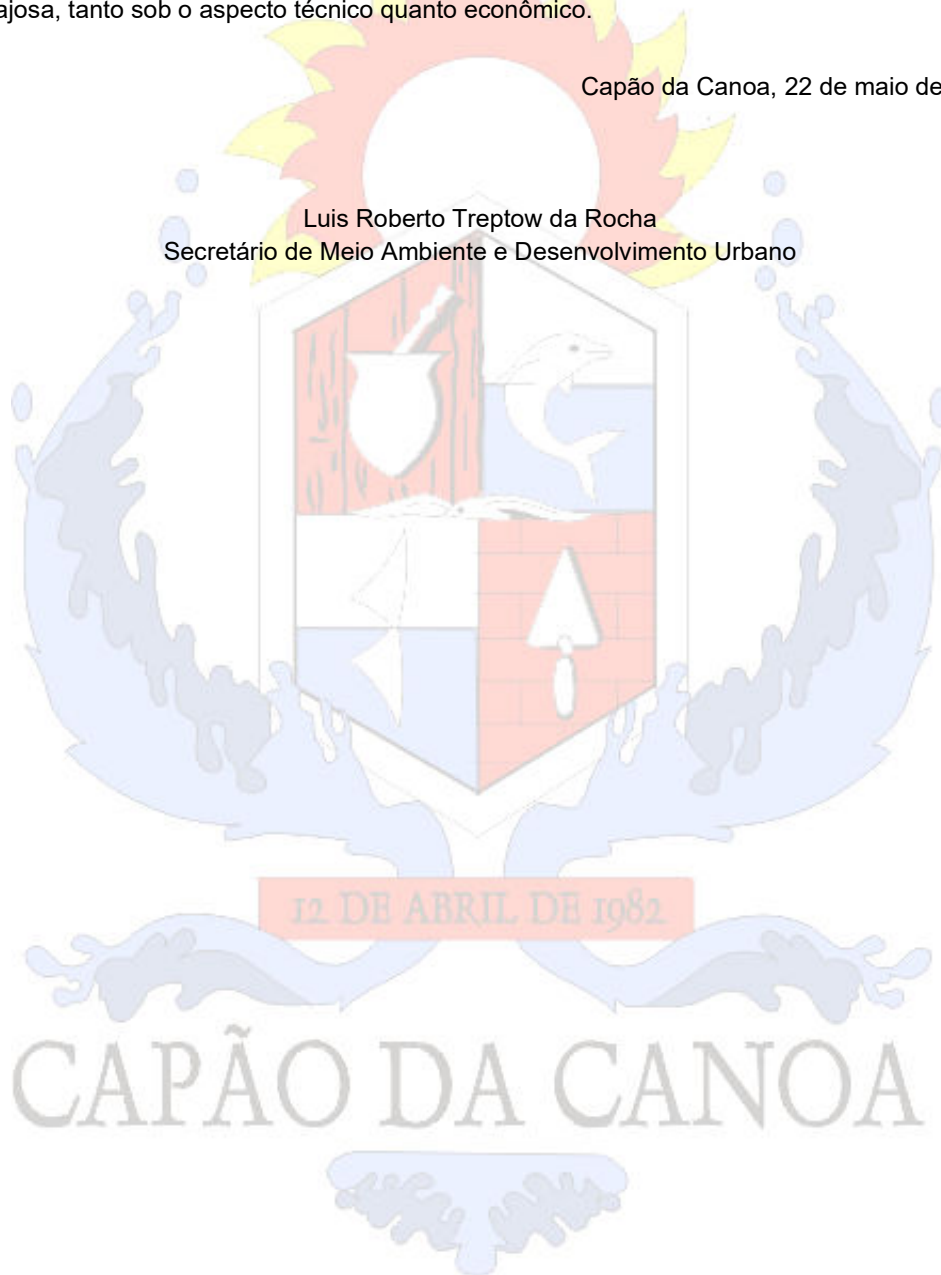 ajosa, tanto sob o aspecto técnico quanto econômico.
Capão da Canoa, 22 de maio de
Luis Roberto Treptow da Rocha
Secretário de Meio Ambiente e Desenvolvimento Urbano
12 DE ABRIL DE 1982
CAPÃO DA CANOA